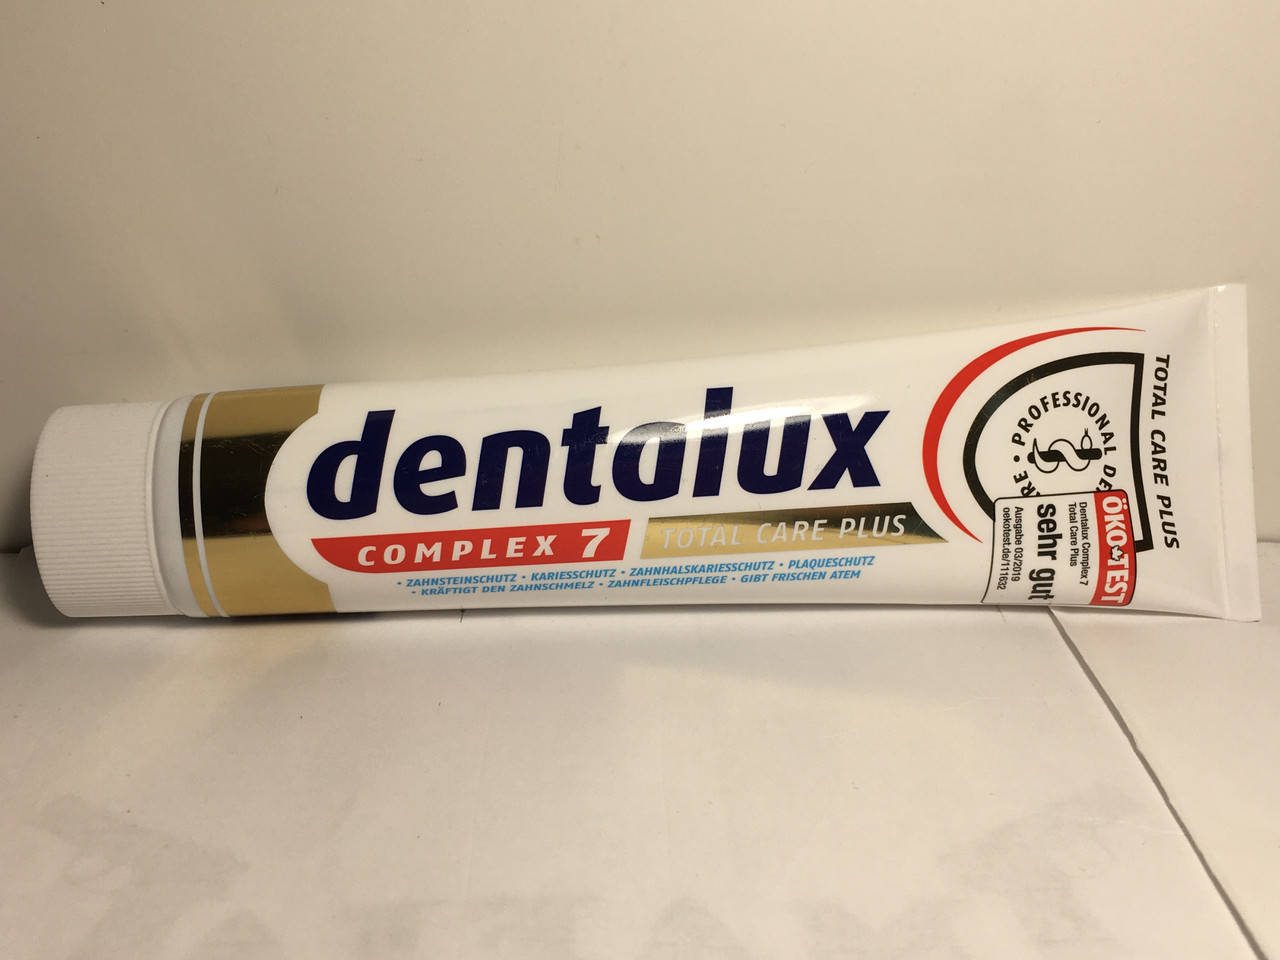 dentalux
COMPLEX 7
TOTAL CARE PLUS
• ZAHNSTEINSCHUTZ • KARIESSCHUTZ • ZAHNHALSKARIESSCHUTZ • PLAQUESCHUTZ
• KRÄFTIGT DEN ZAHNSCHMELZ • ZAHNFLEISCHPFLEGE • GIBT FRISCHEN ATEM
• PROFESSIONAL
TOTAL CARE PLUS
ÖKO TEST
Dentalux Complex 7
Total Care Plus
sehr gut
Ausgabe 03/2019
oekotest.de/111632